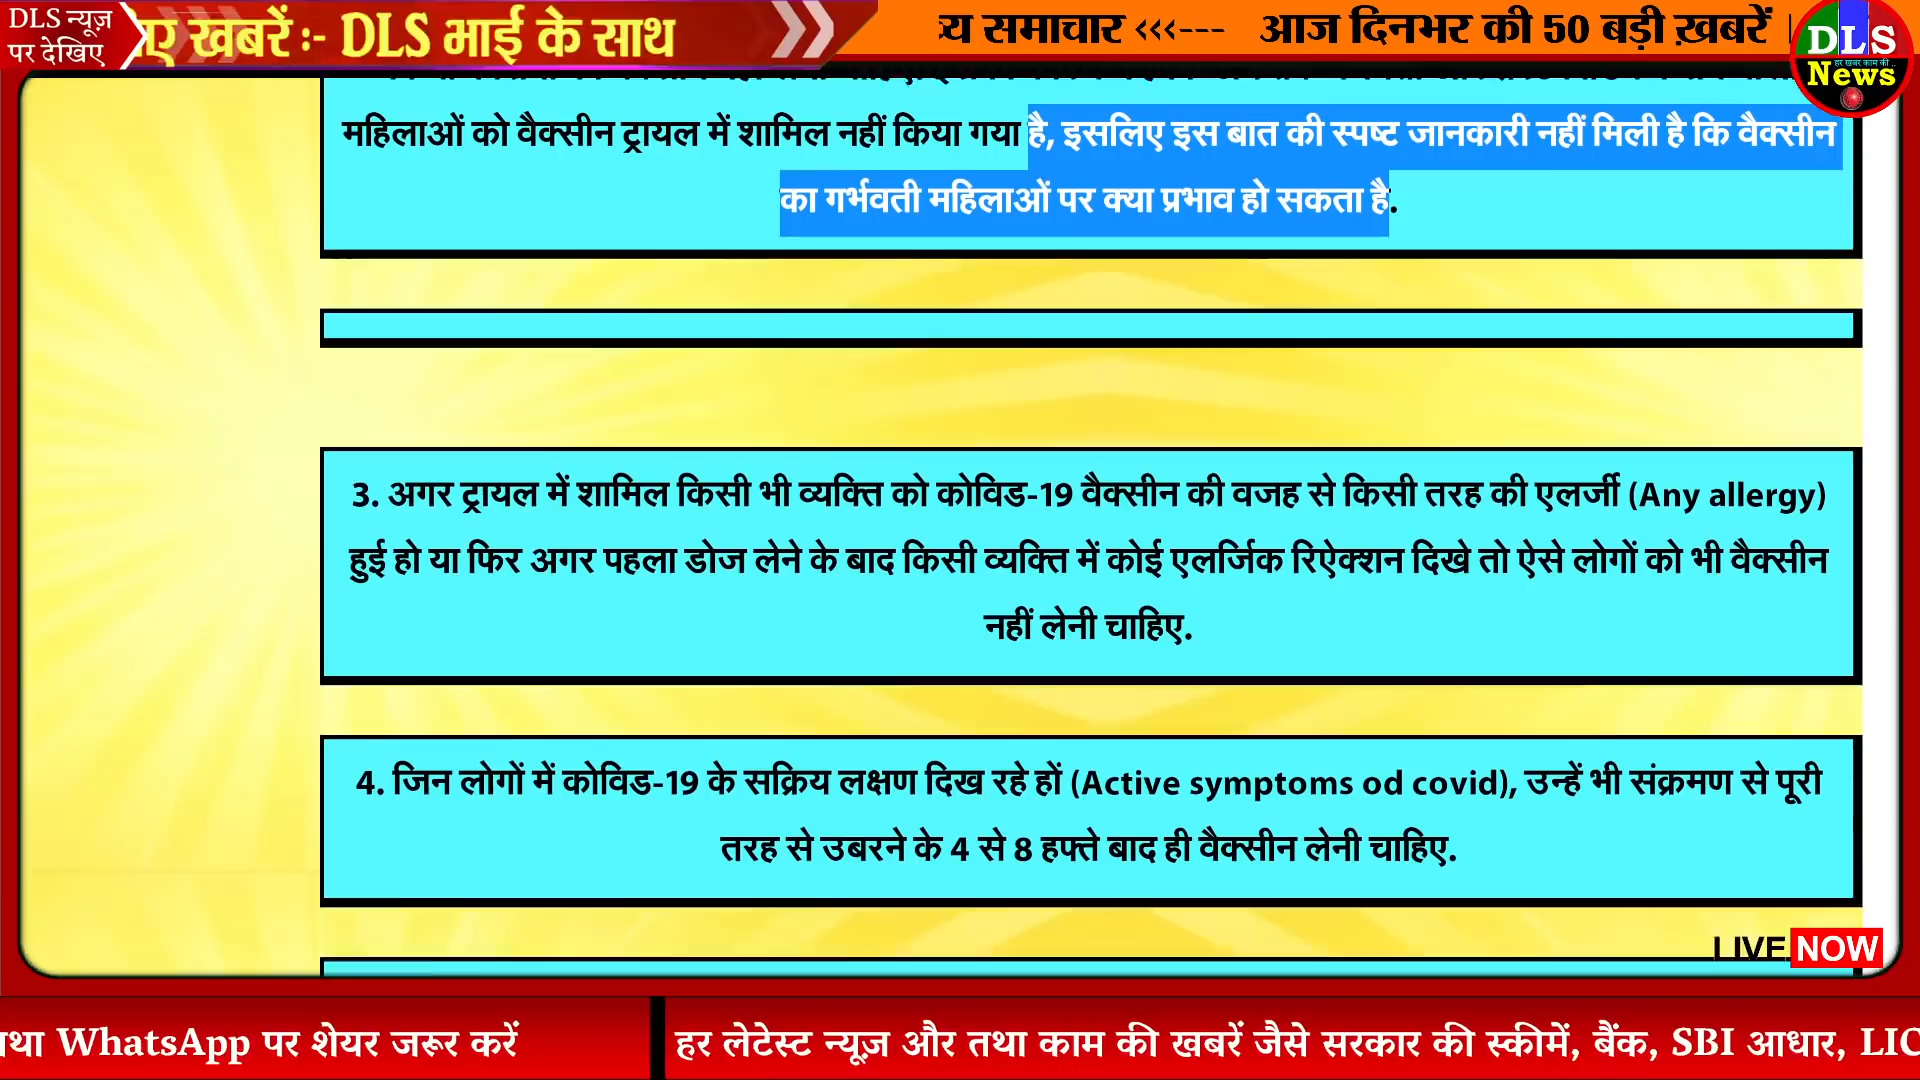 DLS न्यूज़
पर देखिए
ए खबरें :- DLS भाई के साथ
समाचार ‹‹‹--- आज दिनभर की 50 बड़ी ख़बरें |
DLS
हर खबर काम की..
News
महिलाओं को वैक्सीन ट्रायल में शामिल नहीं किया गया है, इसलिए इस बात की स्पष्ट जानकारी नहीं मिली है कि वैक्सीन
का गर्भवती महिलाओं पर क्या प्रभाव हो सकता है.
3. अगर ट्रायल में शामिल किसी भी व्यक्ति को कोविड-19 वैक्सीन की वजह से किसी तरह की एलर्जी (Any allergy)
हुई हो या फिर अगर पहला डोज लेने के बाद किसी व्यक्ति में कोई एलर्जिक रिऐक्शन दिखे तो ऐसे लोगों को भी वैक्सीन
नहीं लेनी चाहिए.
4. जिन लोगों में कोविड-19 के सक्रिय लक्षण दिख रहे हों (Active symptoms od covid), उन्हें भी संक्रमण से पूरी
तरह से उबरने के 4 से 8 हफ्ते बाद ही वैक्सीन लेनी चाहिए.
LIVE NOW
तथा WhatsApp पर शेयर जरूर करें
हर लेटेस्ट न्यूज़ और तथा काम की खबरें जैसे सरकार की स्कीमें, बैंक, SBI आधार, LIC